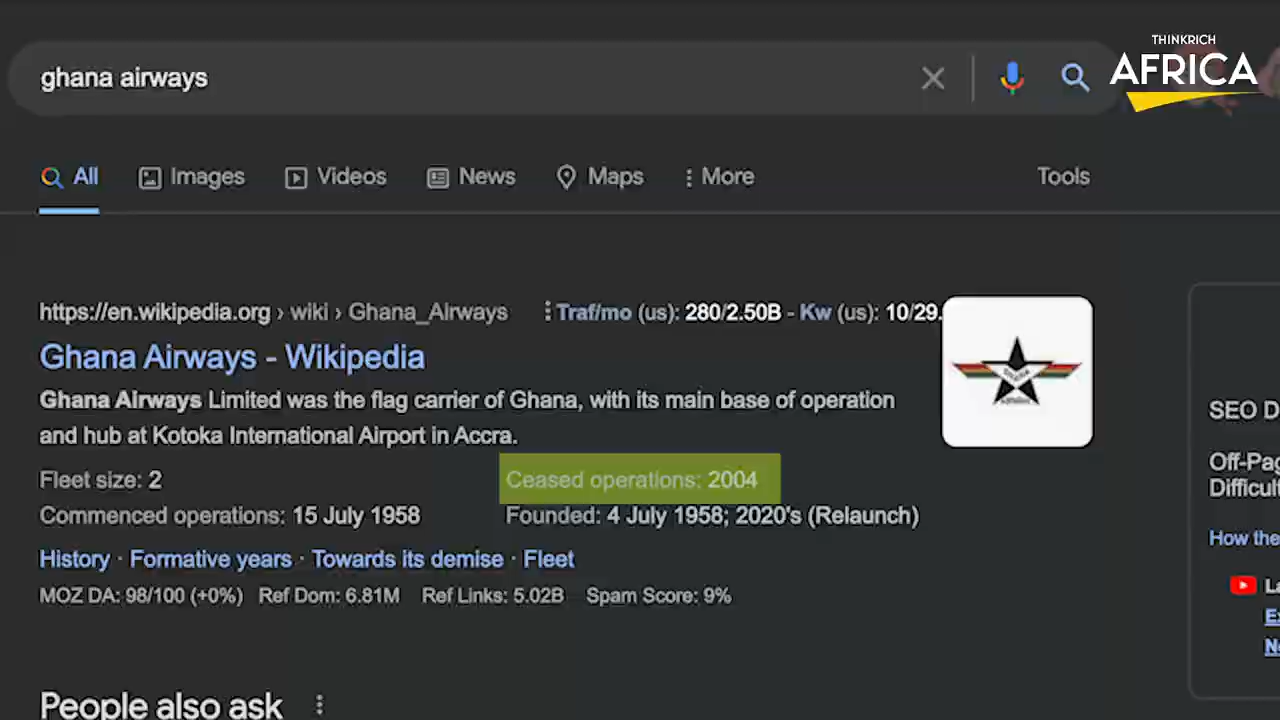 THINKRICH
AFRICA
ghana airways
All Images Videos News Maps More Tools
https://en.wikipedia.org › wiki › Ghana_Airways Traf/mo (us): 280/2.50B - Kw (us): 10/29.
Ghana Airways - Wikipedia
Ghana Airways Limited was the flag carrier of Ghana, with its main base of operation
and hub at Kotoka International Airport in Accra.
Fleet size: 2 Ceased operations: 2004
Commenced operations: 15 July 1958 Founded: 4 July 1958; 2020's (Relaunch)
History · Formative years · Towards its demise · Fleet
MOZ DA: 98/100 (+0%) Ref Dom: 6.81M Ref Links: 5.02B Spam Score: 9%
People also ask
GHANA
SEO D
Off-Pag
Difficult
How the
La
Ex
No